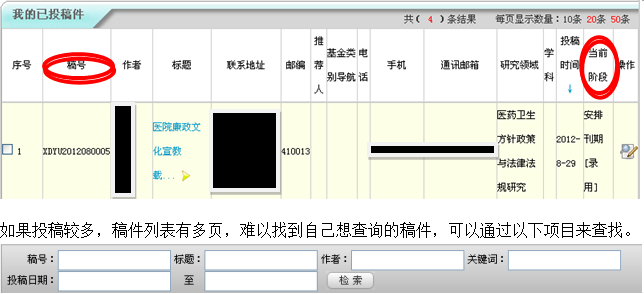 我的已投稿件
共( 4 )条结果 每页显示数量：10条 20条 50条
序号 稿号 作者 标题 联系地址 邮编 推荐人 基金类别导航 电话 手机 通讯邮箱 研究领域 学科 投稿时间↓ 当前阶段 操作
1 XDYU2012080005 医院廉政文化宣教载... 410013 医药卫生方针政策与法律法规研究 2012-8-29 安排刊期[录用]
如果投稿较多，稿件列表有多页，难以找到自己想查询的稿件，可以通过以下项目来查找。
稿号： 标题： 作者： 关键词：
投稿日期： 至 检 索